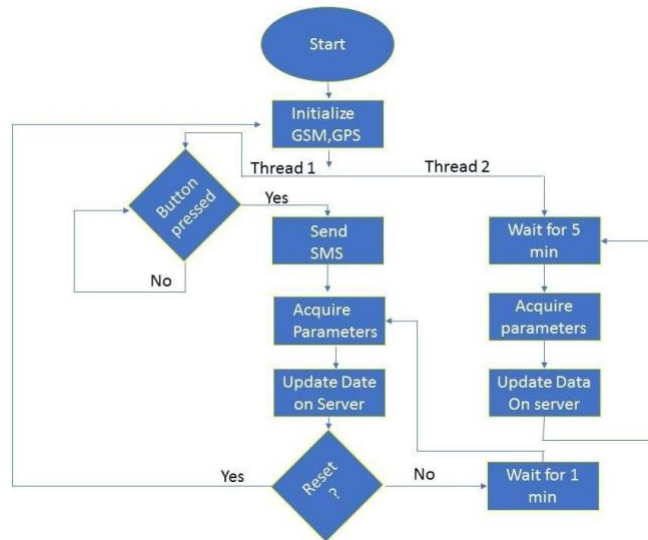 Start
Initialize
GSM,GPS
Thread 1
Thread 2
Button
pressed
Yes
No
Send
SMS
Wait for 5
min
Acquire
Parameters
Acquire
parameters
Update Date
on Server
Update Data
On server
Reset
?
Yes
No
Wait for 1
min